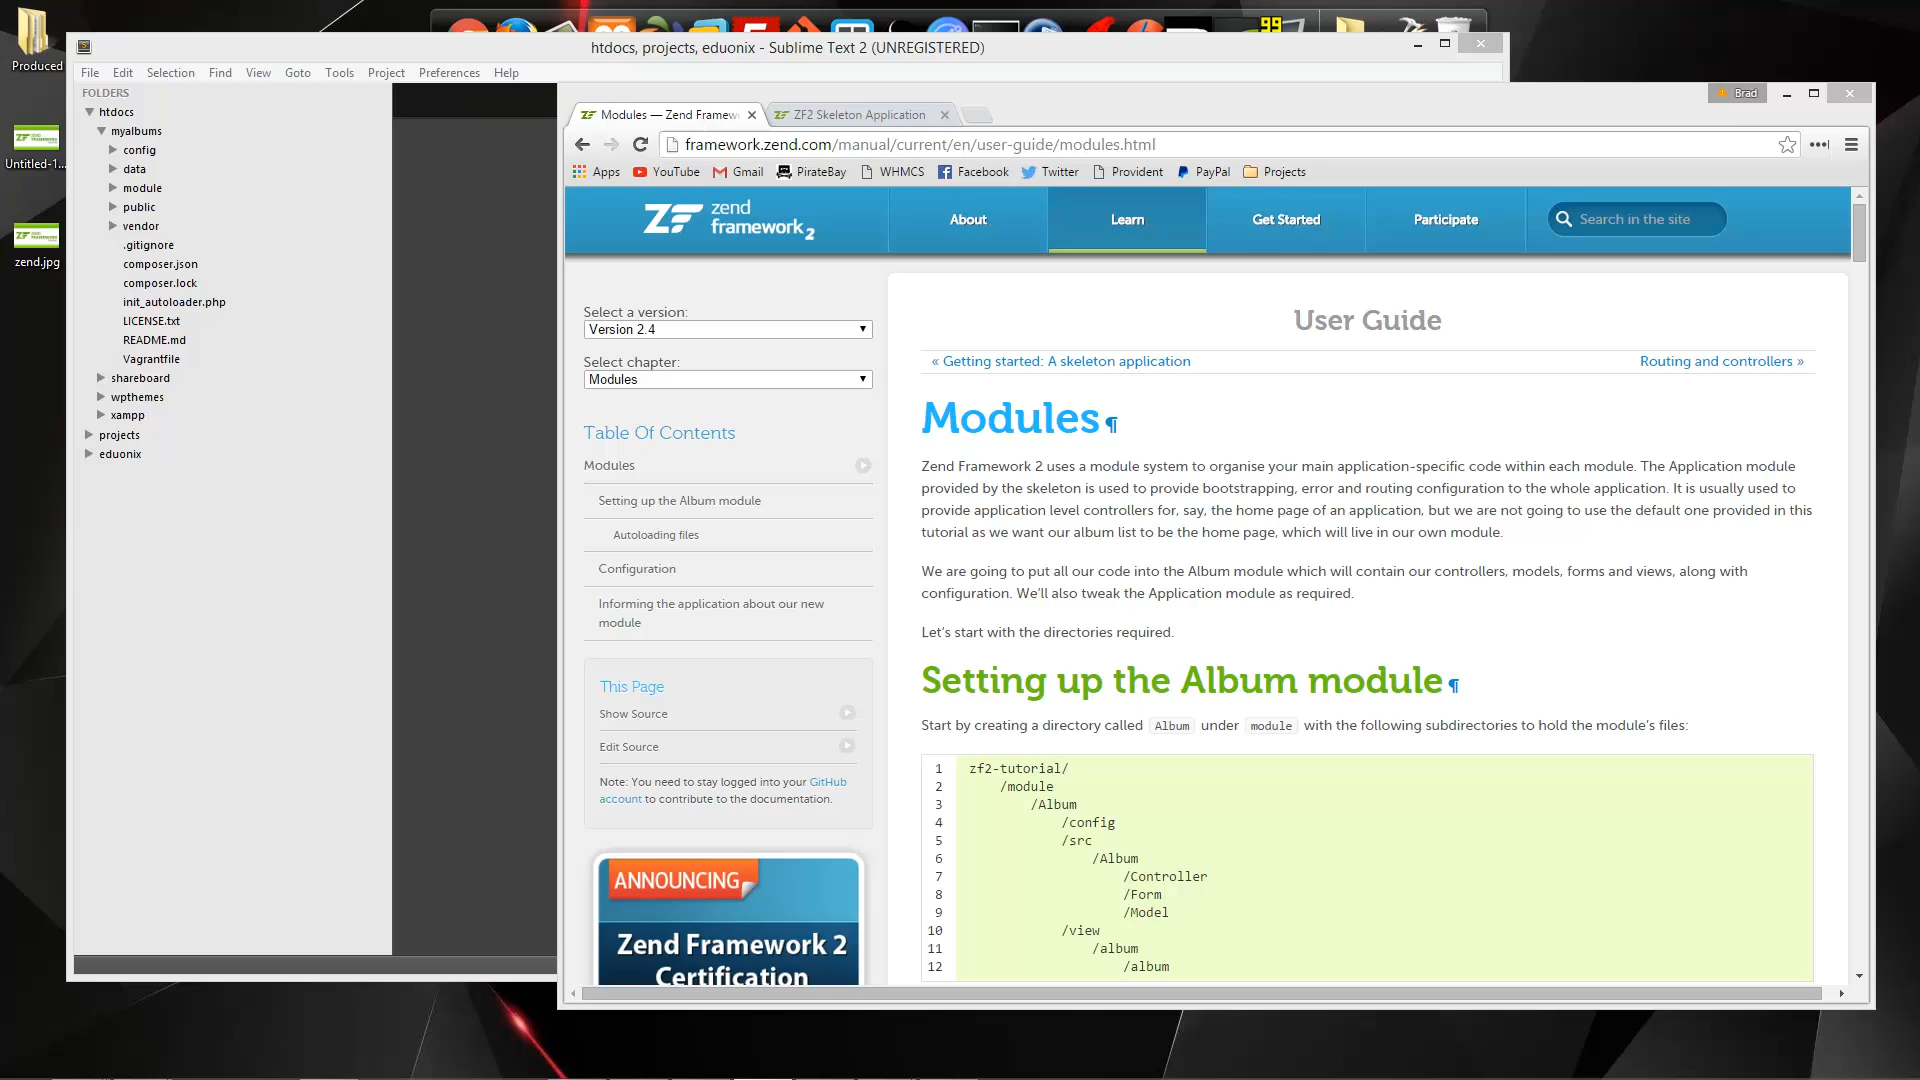 Produced
Untitled-1...
zend.jpg
99
htdocs, projects, eduonix - Sublime Text 2 (UNREGISTERED)
File Edit Selection Find View Goto Tools Project Preferences Help
FOLDERS
htdocs
myalbums
config
data
module
public
vendor
.gitignore
composer.json
composer.lock
init_autoloader.php
LICENSE.txt
README.md
Vagrantfile
shareboard
wpthemes
xampp
projects
eduonix
Brad
Modules — Zend Framew
ZF2 Skeleton Application
framework.zend.com/manual/current/en/user-guide/modules.html
Apps YouTube Gmail PirateBay WHMCS Facebook Twitter Provident PayPal Projects
ZF zend framework 2
About Learn Get Started Participate Search in the site
Select a version:
Version 2.4
Select chapter:
Modules
Table Of Contents
Modules
Setting up the Album module
Autoloading files
Configuration
Informing the application about our new
module
This Page
Show Source
Edit Source
Note: You need to stay logged into your GitHub
account to contribute to the documentation.
ANNOUNCING
Zend Framework 2
Certification
User Guide
« Getting started: A skeleton application
Routing and controllers »
Modules ¶
Zend Framework 2 uses a module system to organise your main application-specific code within each module. The Application module
provided by the skeleton is used to provide bootstrapping, error and routing configuration to the whole application. It is usually used to
provide application level controllers for, say, the home page of an application, but we are not going to use the default one provided in this
tutorial as we want our album list to be the home page, which will live in our own module.
We are going to put all our code into the Album module which will contain our controllers, models, forms and views, along with
configuration. We'll also tweak the Application module as required.
Let's start with the directories required.
Setting up the Album module ¶
Start by creating a directory called Album under module with the following subdirectories to hold the module's files:
1 zf2-tutorial/
2 /module
3 /Album
4 /config
5 /src
6 /Album
7 /Controller
8 /Form
9 /Model
10 /view
11 /album
12 /album